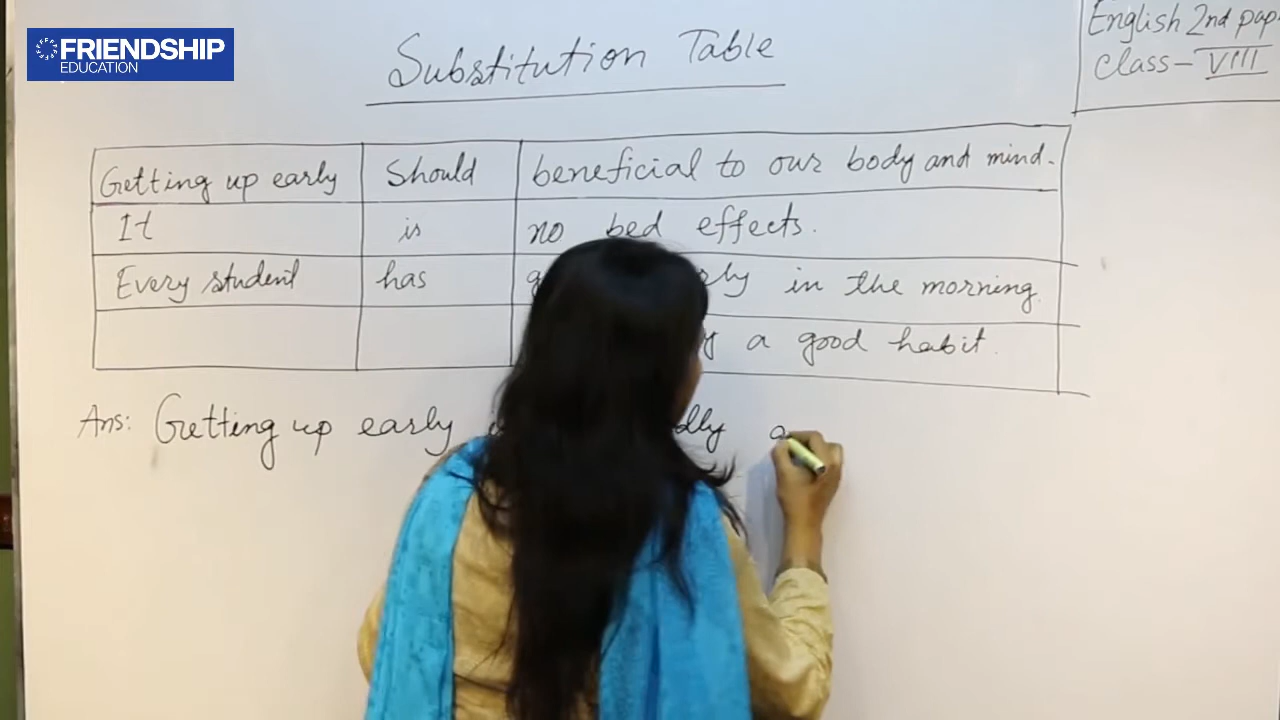 FRIENDSHIP
EDUCATION
English 2nd
Class-VIII
Substitution Table
Getting up early Should beneficial to our body and mind.
It is no bed effects.
Every student has in the morning.
a good habit.
Ans: Getting up early